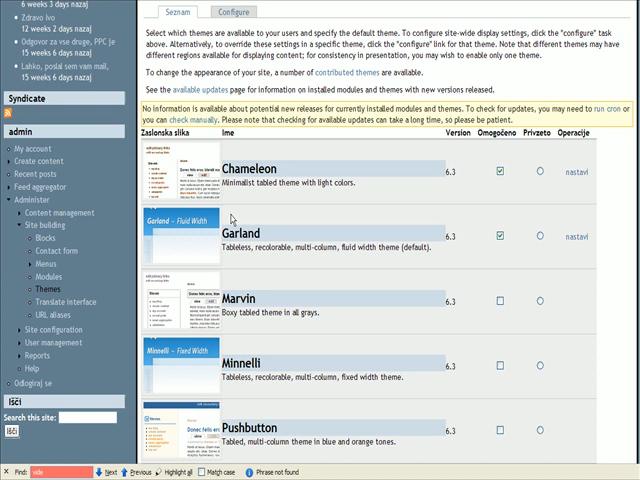 6 weeks 3 days nazaj
Zdravo Ivo
12 weeks 2 days nazaj
Odgovor za vse druge, PPC je
15 weeks 6 days nazaj
Lahko, poslal sem vam mail,
15 weeks 6 days nazaj
Syndicate
admin
My account
Create content
Recent posts
Feed aggregator
Administer
Content management
Site building
Blocks
Contact form
Menus
Modules
Themes
Translate interface
URL aliases
Site configuration
User management
Reports
Help
Odlogiraj se
Išči
Search this site:
Išči
Seznam Configure
Select which themes are available to your users and specify the default theme. To configure site-wide display settings, click the "configure" task
above. Alternatively, to override these settings in a specific theme, click the "configure" link for that theme. Note that different themes may have
different regions available for displaying content; for consistency in presentation, you may wish to enable only one theme.
To change the appearance of your site, a number of contributed themes are available.
See the available updates page for information on installed modules and themes with new versions released.
No information is available about potential new releases for currently installed modules and themes. To check for updates, you may need to run cron or
you can check manually. Please note that checking for available updates can take a long time, so please be patient.
Zaslonska slika Ime Version Omogočeno Privzeto Operacije
Chameleon 6.3 nastavi
Minimalist tabled theme with light colors.
Garland – Fluid Width
Garland 6.3 nastavi
Tableless, recolorable, multi-column, fluid width theme (default).
Marvin 6.3
Boxy tabled theme in all grays.
Minnelli – Fixed Width
Minnelli 6.3
Tableless, recolorable, multi-column, fixed width theme.
Pushbutton 6.3
Tabled, multi-column theme in blue and orange tones.
Find: vide Next Previous Highlight all Match case Phrase not found